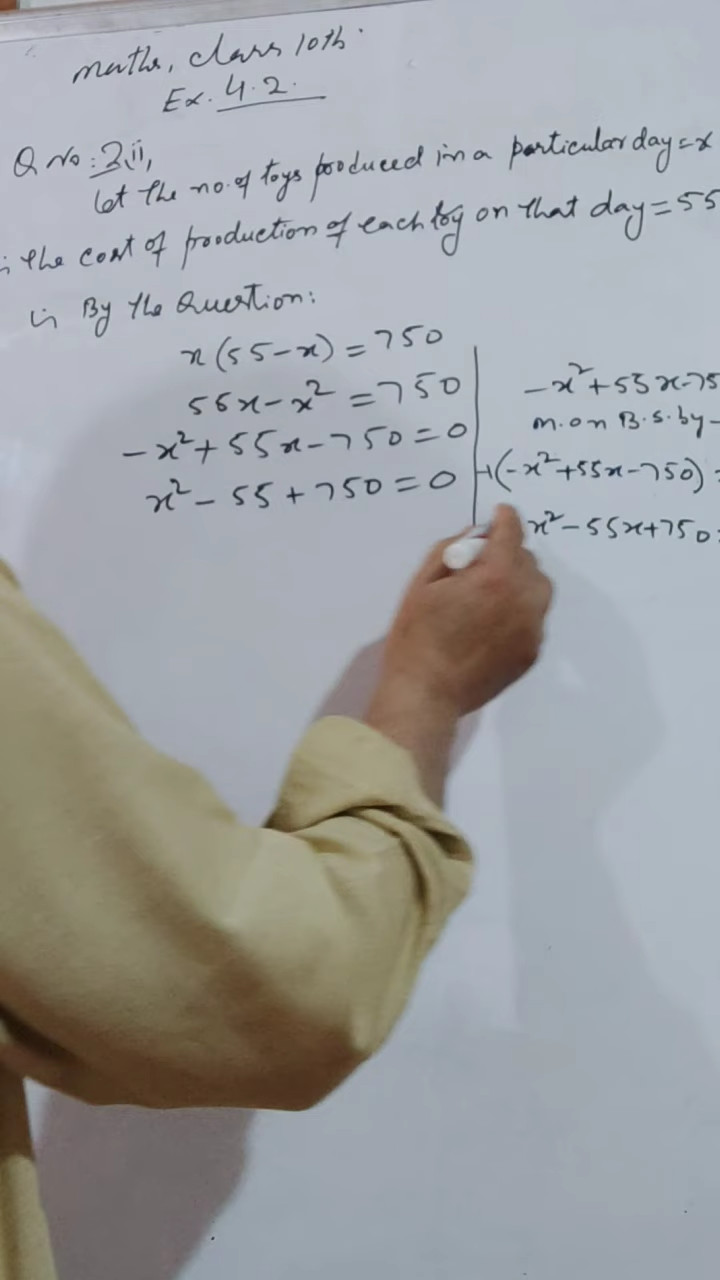 Maths, class 10th.
Ex. 4.2.
Q No: 2,ii,
let the no. of toys produced in a particular day = x
∴ the cost of production of each toy on that day = 55
i, By the Question:
x(55-x) = 750
55x - x² = 750
-x² + 55x - 750 = 0
x² - 55 + 750 = 0
-x² + 55x - 75
m. on B.S. by -
-1(-x² + 55x - 750) =
x² - 55x + 750 =